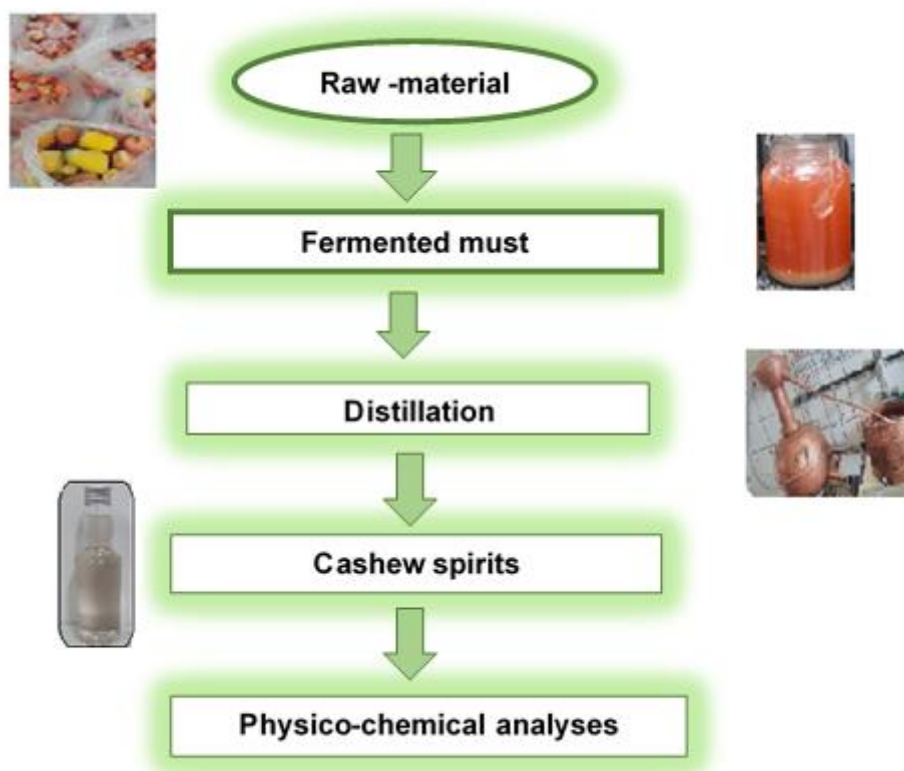 Raw -material
Fermented must
Distillation
Cashew spirits
Physico-chemical analyses